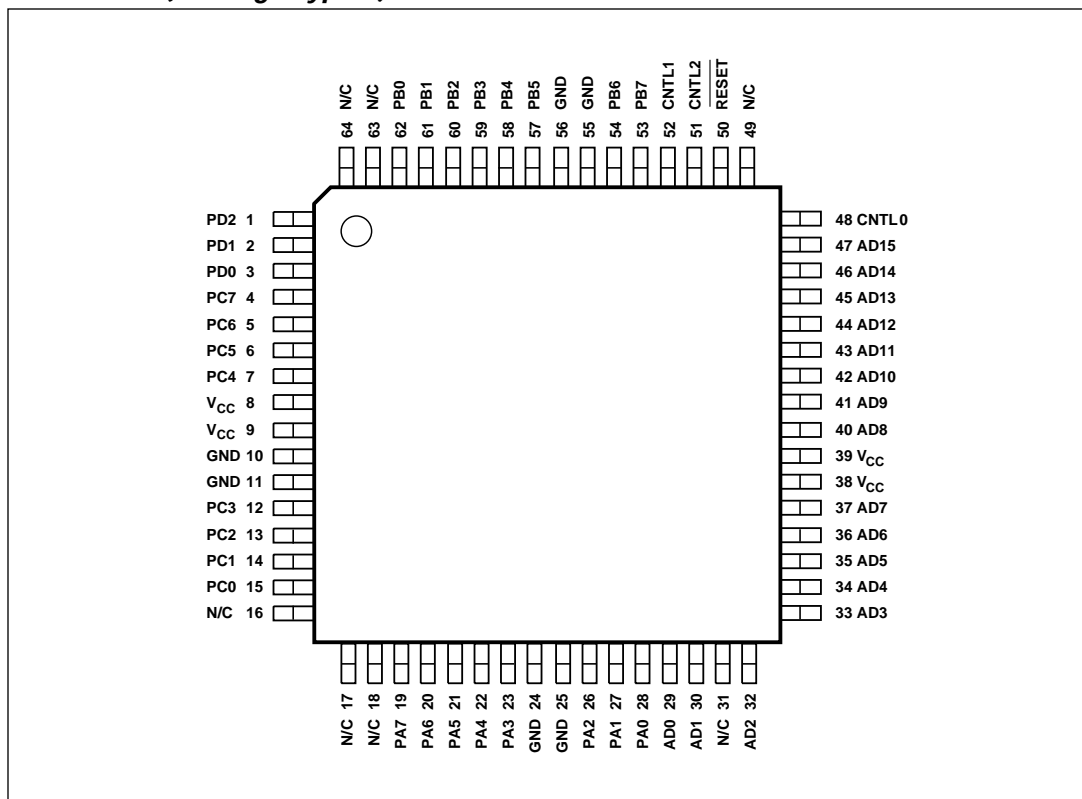 64 N/C
63 N/C
62 PB0
61 PB1
60 PB2
59 PB3
58 PB4
57 PB5
56 GND
55 GND
54 PB6
53 PB7
52 CNTL1
51 CNTL2
50 RESET
49 N/C
PD2 1
PD1 2
PD0 3
PC7 4
PC6 5
PC5 6
PC4 7
VCC 8
VCC 9
GND 10
GND 11
PC3 12
PC2 13
PC1 14
PC0 15
N/C 16
48 CNTL0
47 AD15
46 AD14
45 AD13
44 AD12
43 AD11
42 AD10
41 AD9
40 AD8
39 VCC
38 VCC
37 AD7
36 AD6
35 AD5
34 AD4
33 AD3
N/C 17
N/C 18
PA7 19
PA6 20
PA5 21
PA4 22
PA3 23
GND 24
GND 25
PA2 26
PA1 27
PA0 28
AD0 29
AD1 30
N/C 31
AD2 32